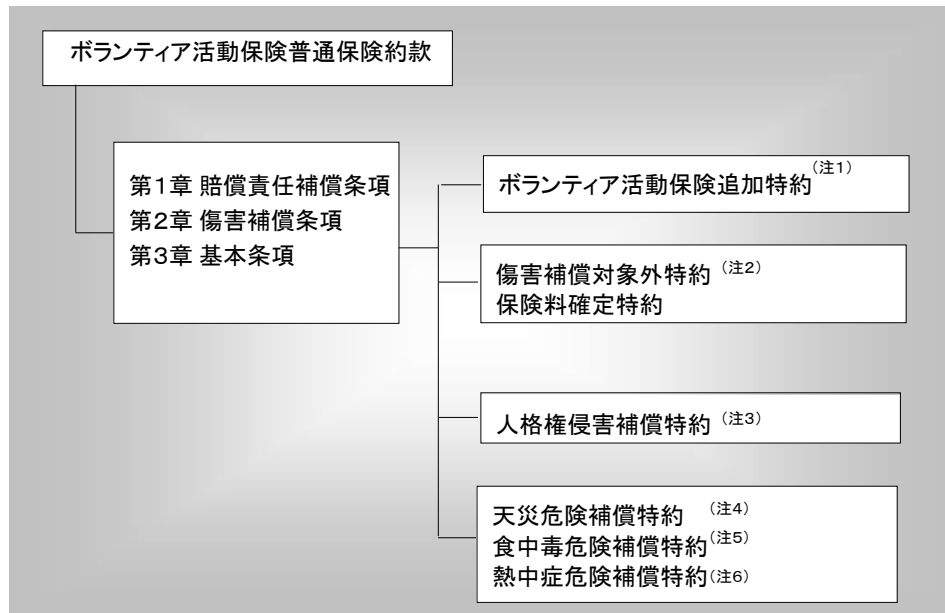 ボランティア活動保険普通保険約款
第1章 賠償責任補償条項
第2章 傷害補償条項
第3章 基本条項
ボランティア活動保険追加特約(注1)
傷害補償対象外特約(注2)
保険料確定特約
人格権侵害補償特約(注3)
天災危険補償特約(注4)
食中毒危険補償特約(注5)
熱中症危険補償特約(注6)